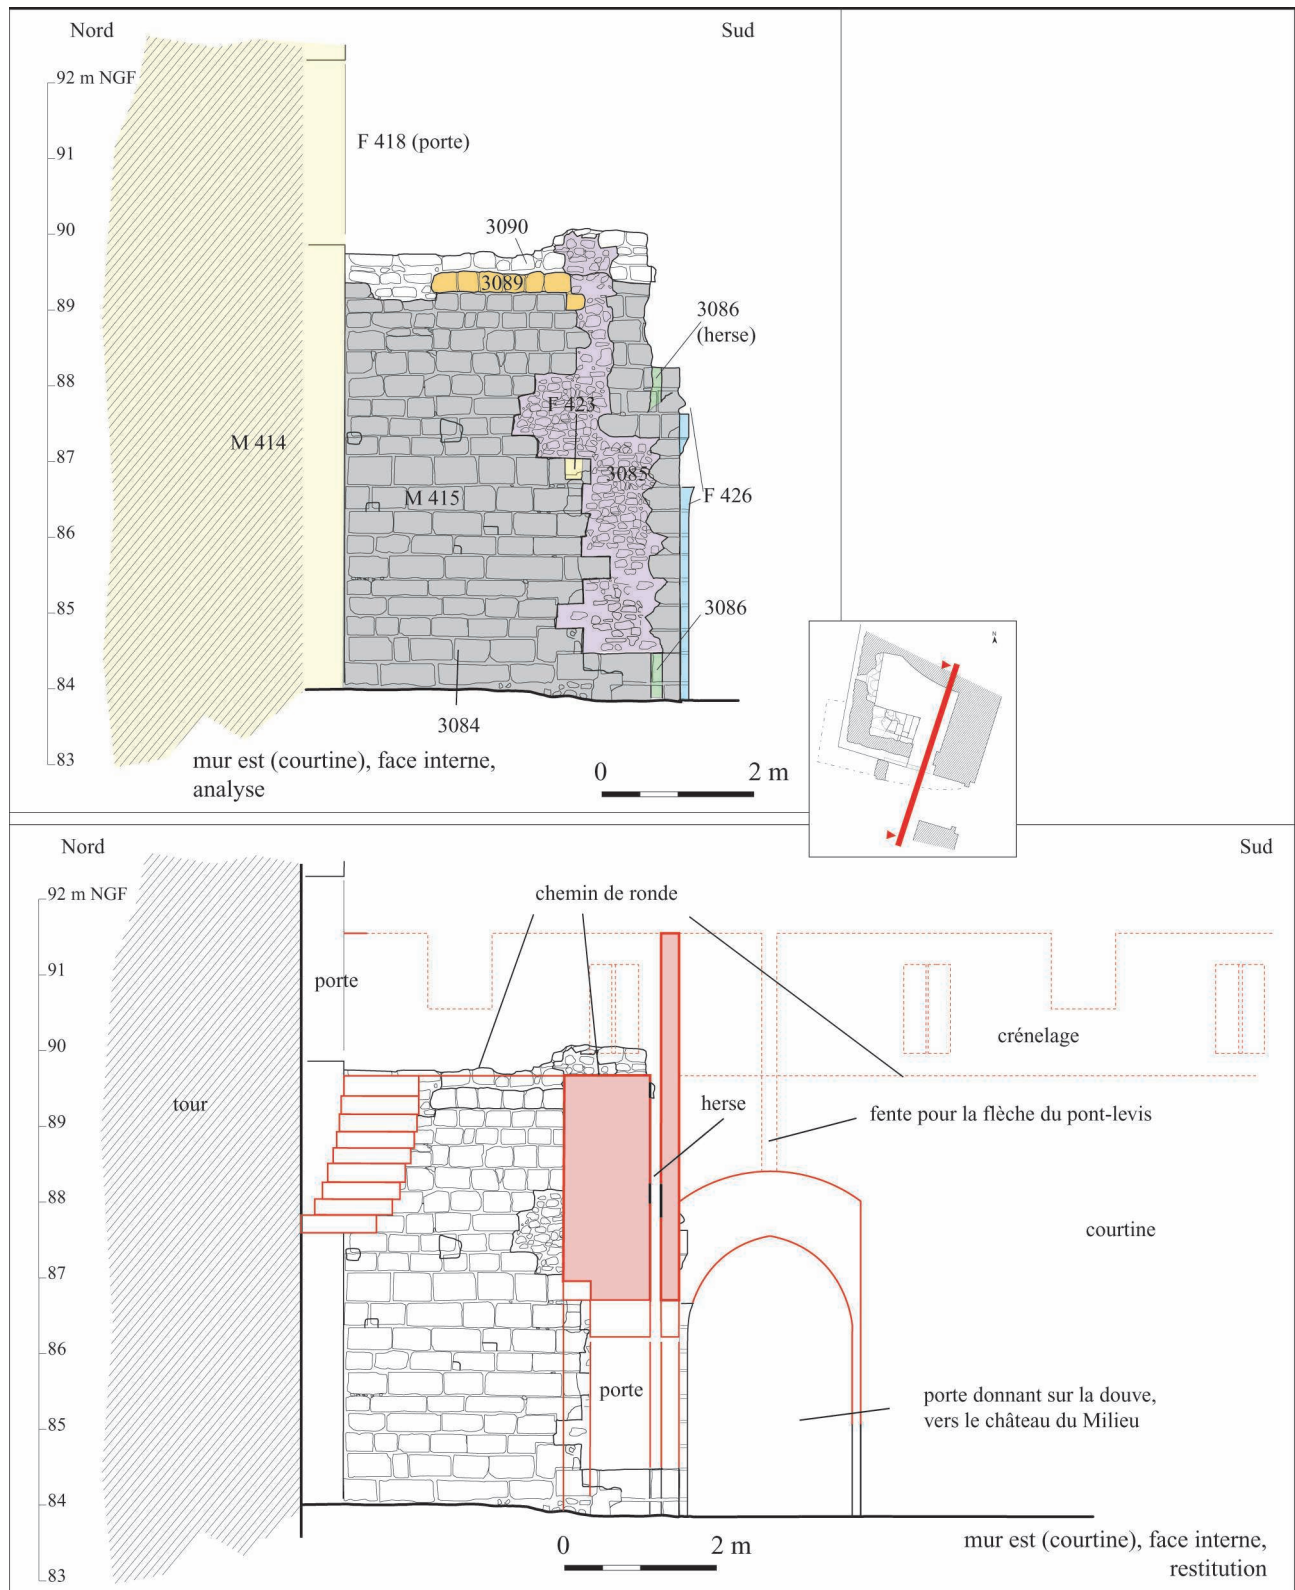 Nord
Sud
92 m NGF
91
90
89
88
87
86
85
84
83
F 418 (porte)
3090
3089
3086
(herse)
F 423
M 414
3085
M 415
F 426
3086
3084
mur est (courtine), face interne,
analyse
0 2 m
N
Nord
Sud
92 m NGF
91
90
89
88
87
86
85
84
83
chemin de ronde
porte
crénelage
tour
herse
fente pour la flèche du pont-levis
courtine
porte
porte donnant sur la douve,
vers le château du Milieu
0 2 m
mur est (courtine), face interne,
restitution